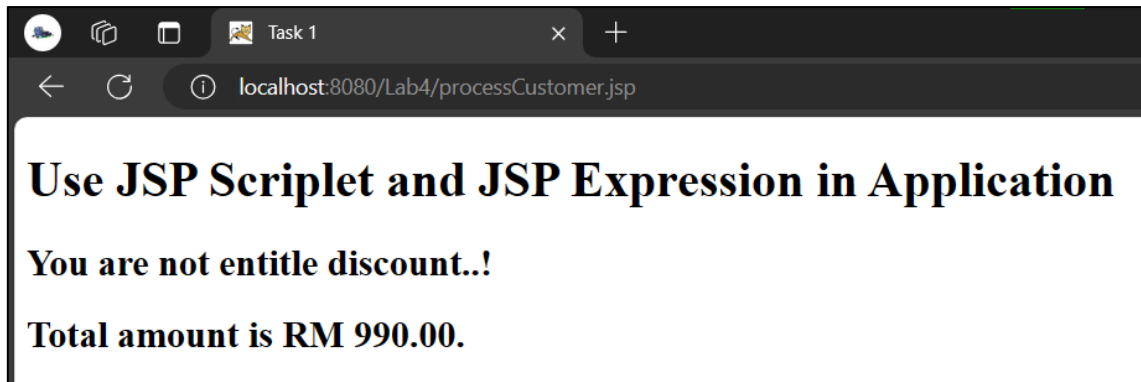 Task 1
localhost:8080/Lab4/processCustomer.jsp
Use JSP Scriplet and JSP Expression in Application
You are not entitle discount..!
Total amount is RM 990.00.